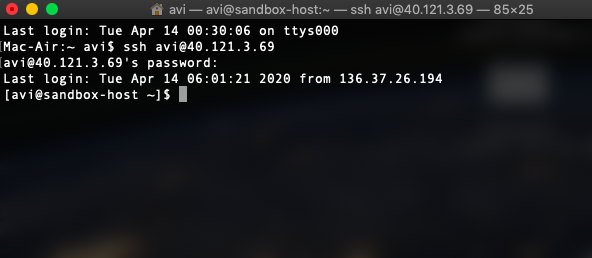 avi — avi@sandbox-host:~ — ssh avi@40.121.3.69 — 85×25
Last login: Tue Apr 14 00:30:06 on ttys000
[Mac-Air:~ avi$ ssh avi@40.121.3.69
[avi@40.121.3.69's password:
Last login: Tue Apr 14 06:01:21 2020 from 136.37.26.194
[avi@sandbox-host ~]$